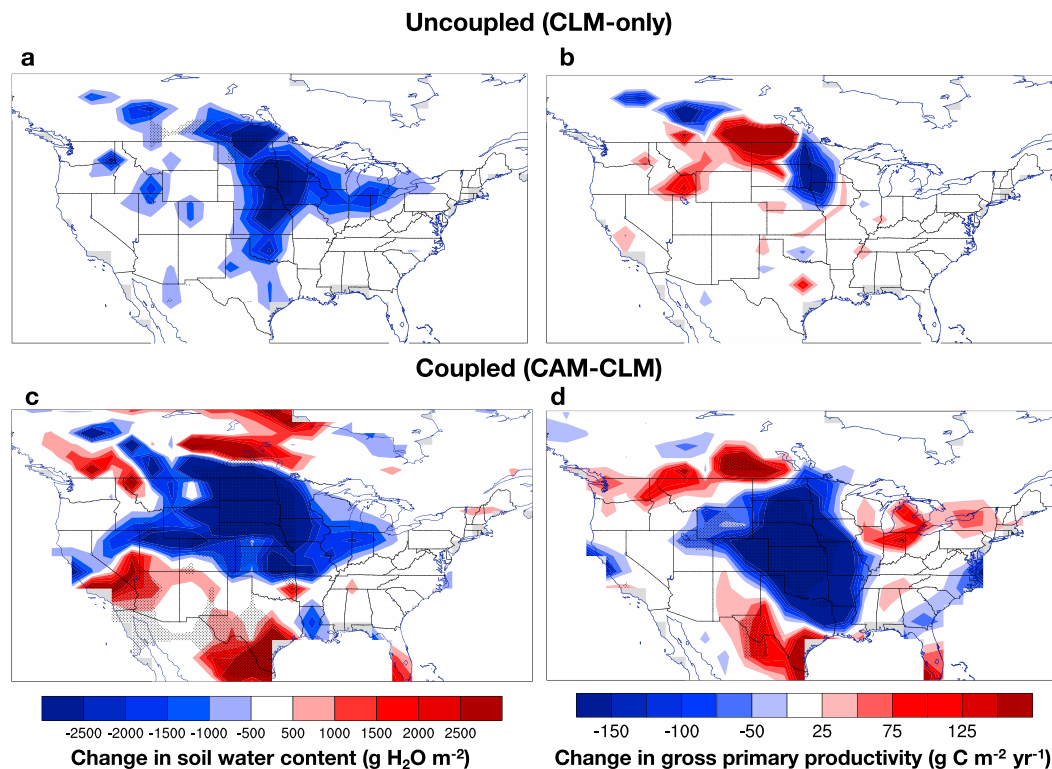 Uncoupled (CLM-only)
a
b
Coupled (CAM-CLM)
c
d
-2500 -2000 -1500 -1000 -500 500 1000 1500 2000 2500
-150 -100 -50 25 75 125
Change in soil water content (g H₂O m⁻²)
Change in gross primary productivity (g C m⁻² yr⁻¹)